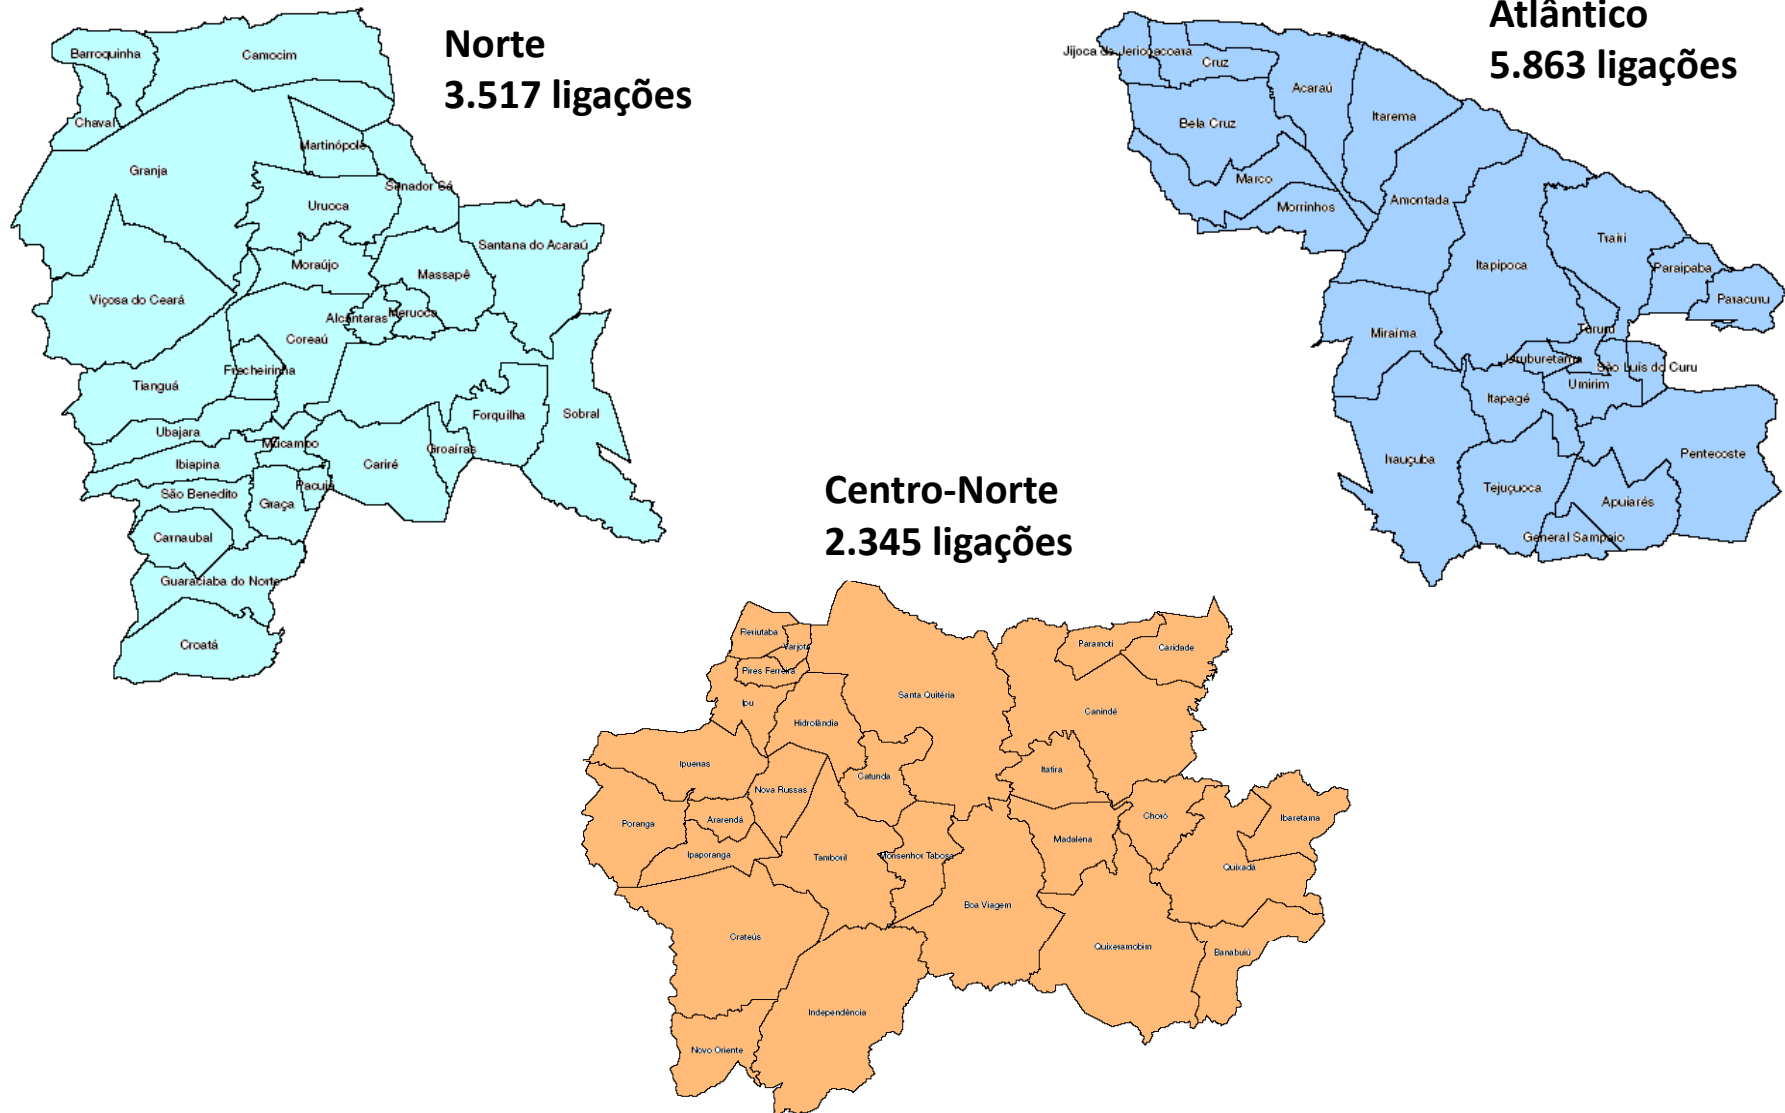 Norte
3.517 ligações
Barroquinha
Camocim
Chaval
Martinópole
Granja
Senador Sá
Uruoca
Santana do Acaraú
Moraújo
Massapê
Viçosa do Ceará
Alcântaras
Meruoca
Coreaú
Frecheirinha
Tianguá
Forquilha
Sobral
Ubajara
Mucambo
Groaíras
Ibiapina
Cariré
Pacujá
São Benedito
Graça
Carnaubal
Guaraciaba do Norte
Croatá
Atlântico
5.863 ligações
Jijoca de Jericoacoara
Cruz
Acaraú
Itarema
Bela Cruz
Marco
Morrinhos
Amontada
Trairi
Itapipoca
Paraipaba
Paracuru
Miraíma
Tururu
Uruburetama
São Luís do Curu
Umirim
Itapagé
Irauçuba
Pentecoste
Tejuçuoca
Apuiarés
General Sampaio
Centro-Norte
2.345 ligações
Reriutaba
Varjota
Paramoti
Caridade
Pires Ferreira
Santa Quitéria
Ipu
Canindé
Hidrolândia
Ipueiras
Itatira
Catunda
Nova Russas
Poranga
Ararendá
Choró
Ibaretama
Madalena
Ipaporanga
Tamboril
Monsenhor Tabosa
Quixadá
Boa Viagem
Crateús
Quixeramobim
Banabuiú
Independência
Novo Oriente